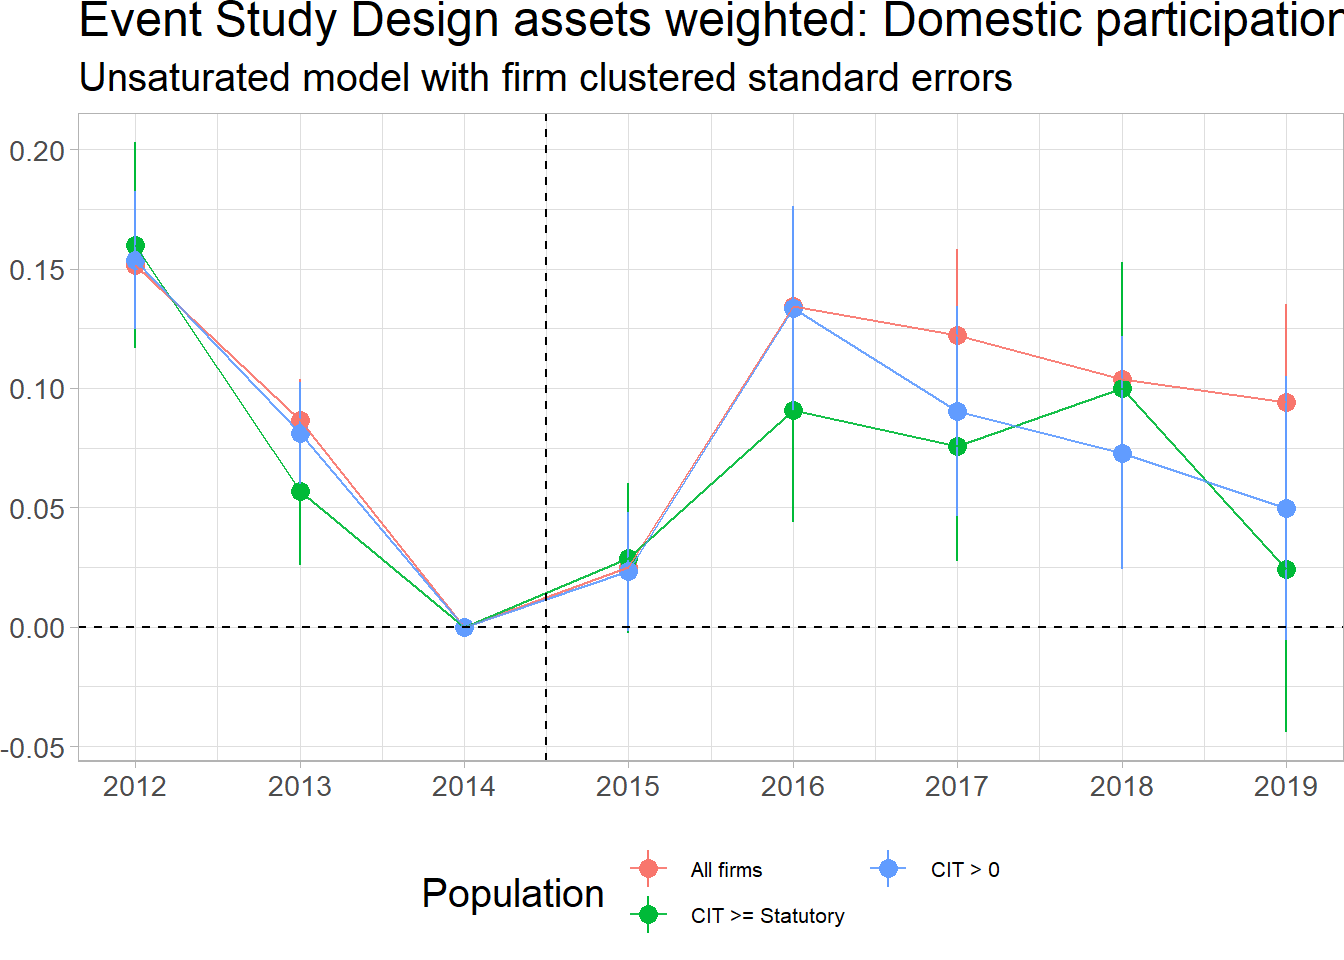 Event Study Design assets weighted: Domestic participation
Unsaturated model with firm clustered standard errors
0.20
0.15
0.10
0.05
0.00
-0.05
2012 2013 2014 2015 2016 2017 2018 2019
Population
All firms
CIT > 0
CIT >= Statutory